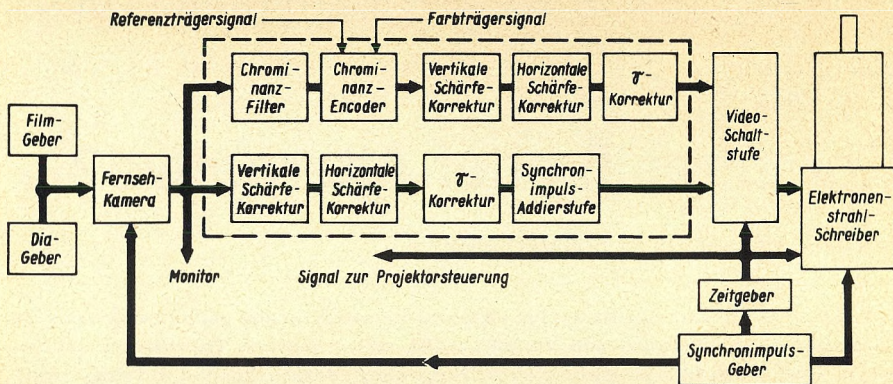 Referenzträgersignal
Farbträgersignal
Film-
Geber
Dia-
Geber
Fernseh-
Kamera
Chromi-
nanz-
Filter
Chromi-
nanz-
Encoder
Vertikale
Schärfe-
Korrektur
Horizontale
Schärfe-
Korrektur
γ-
Korrektur
Vertikale
Schärfe-
Korrektur
Horizontale
Schärfe-
Korrektur
γ-
Korrektur
Synchron-
impuls-
Addierstufe
Video-
Schalt-
stufe
Elektronen-
strahl-
Schreiber
Monitor
Signal zur Projektorsteuerung
Zeitgeber
Synchronimpuls-
Geber